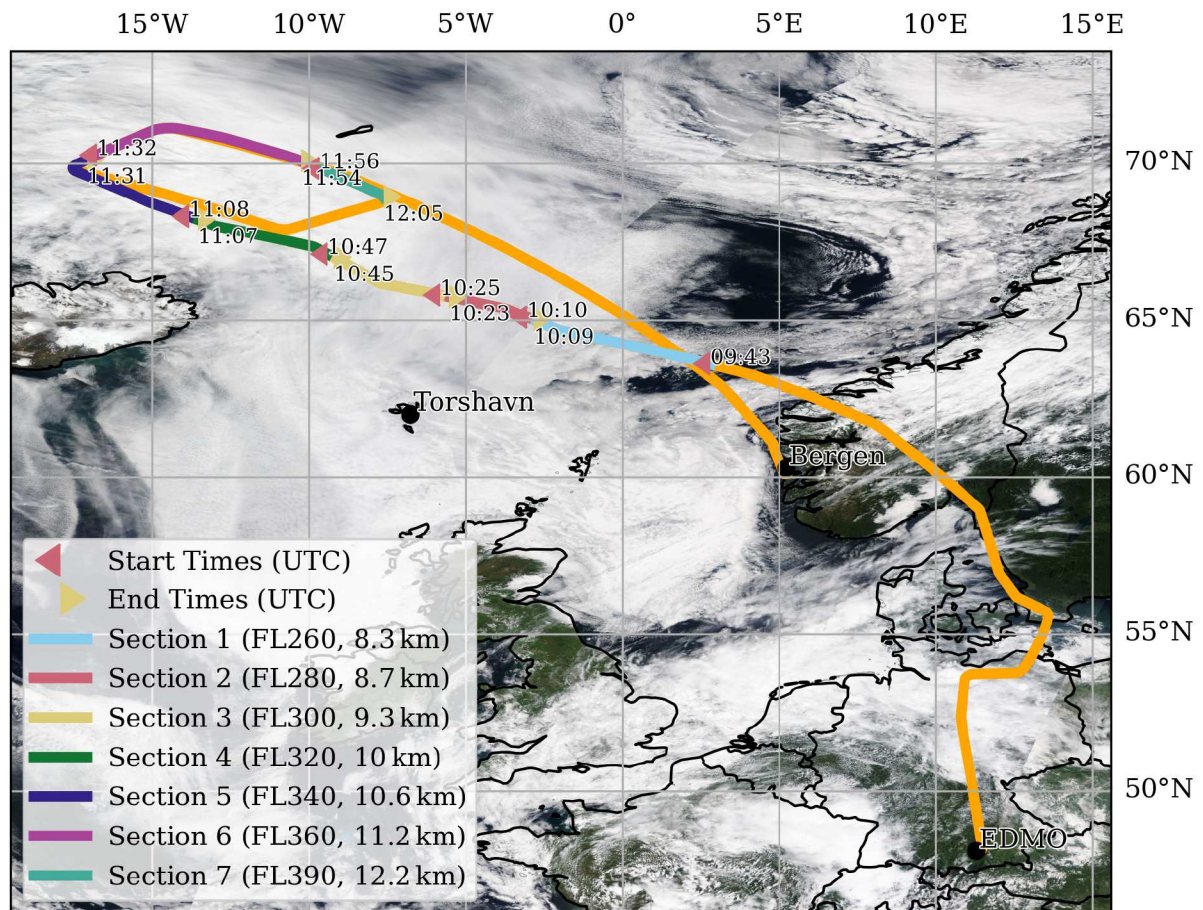 15°W 10°W 5°W 0° 5°E 10°E 15°E
11:32
11:56
70°N
11:31
11:54
11:08
12:05
11:07
10:47
10:45
10:25
10:23
10:10
65°N
10:09
09:43
Torshavn
Bergen
60°N
Start Times (UTC)
End Times (UTC)
Section 1 (FL260, 8.3 km)
55°N
Section 2 (FL280, 8.7 km)
Section 3 (FL300, 9.3 km)
Section 4 (FL320, 10 km)
Section 5 (FL340, 10.6 km)
50°N
Section 6 (FL360, 11.2 km)
EDMO
Section 7 (FL390, 12.2 km)